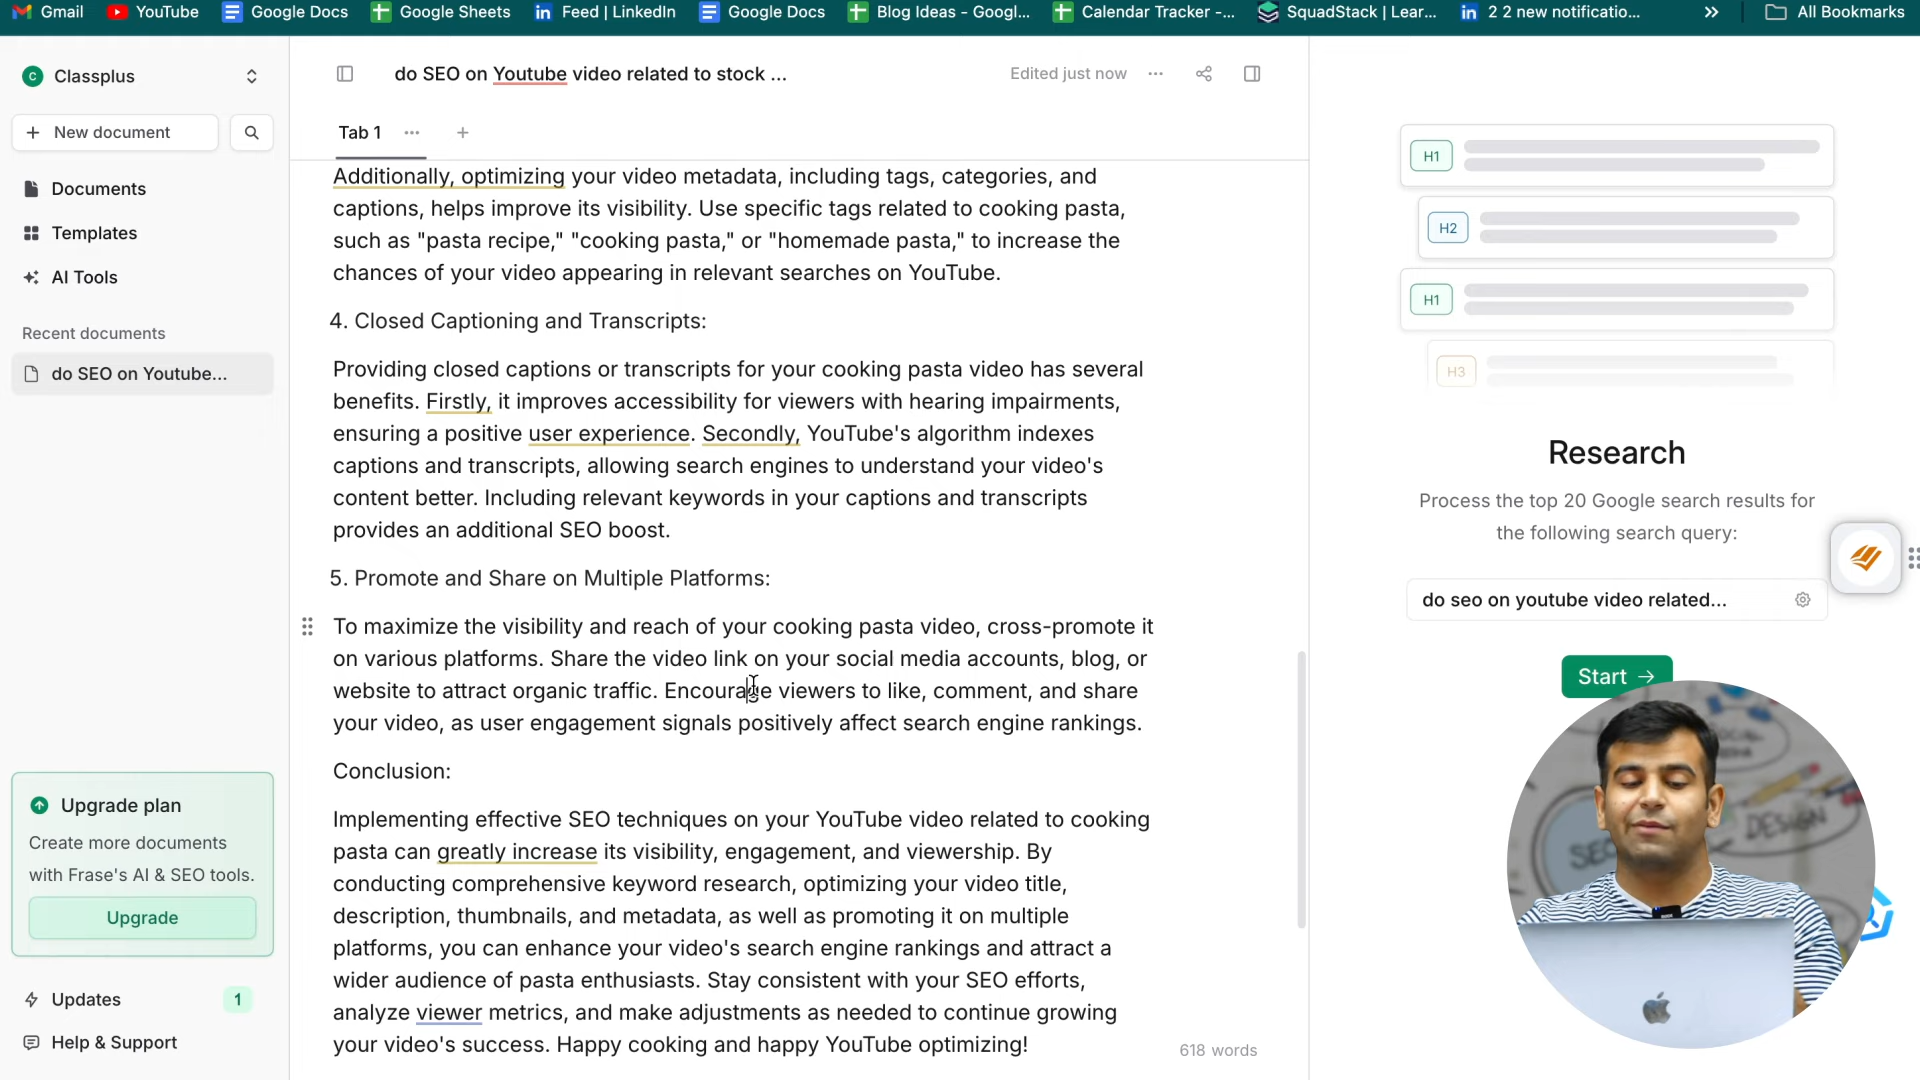 Gmail
YouTube
Google Docs
Google Sheets
Feed | LinkedIn
Google Docs
Blog Ideas - Googl...
Calendar Tracker -...
SquadStack | Lear...
2 2 new notificatio...
All Bookmarks
C Classplus
New document
Documents
Templates
AI Tools
Recent documents
do SEO on Youtube...
Upgrade plan
Create more documents
with Frase's AI & SEO tools.
Upgrade
Updates
1
Help & Support
do SEO on Youtube video related to stock ...
Edited just now
Tab 1
Additionally, optimizing your video metadata, including tags, categories, and
captions, helps improve its visibility. Use specific tags related to cooking pasta,
such as "pasta recipe," "cooking pasta," or "homemade pasta," to increase the
chances of your video appearing in relevant searches on YouTube.
4. Closed Captioning and Transcripts:
Providing closed captions or transcripts for your cooking pasta video has several
benefits. Firstly, it improves accessibility for viewers with hearing impairments,
ensuring a positive user experience. Secondly, YouTube's algorithm indexes
captions and transcripts, allowing search engines to understand your video's
content better. Including relevant keywords in your captions and transcripts
provides an additional SEO boost.
5. Promote and Share on Multiple Platforms:
To maximize the visibility and reach of your cooking pasta video, cross-promote it
on various platforms. Share the video link on your social media accounts, blog, or
website to attract organic traffic. Encourage viewers to like, comment, and share
your video, as user engagement signals positively affect search engine rankings.
Conclusion:
Implementing effective SEO techniques on your YouTube video related to cooking
pasta can greatly increase its visibility, engagement, and viewership. By
conducting comprehensive keyword research, optimizing your video title,
description, thumbnails, and metadata, as well as promoting it on multiple
platforms, you can enhance your video's search engine rankings and attract a
wider audience of pasta enthusiasts. Stay consistent with your SEO efforts,
analyze viewer metrics, and make adjustments as needed to continue growing
your video's success. Happy cooking and happy YouTube optimizing!
618 words
H1
H2
H1
H3
Research
Process the top 20 Google search results for
the following search query:
do seo on youtube video related...
Start
DESIGN